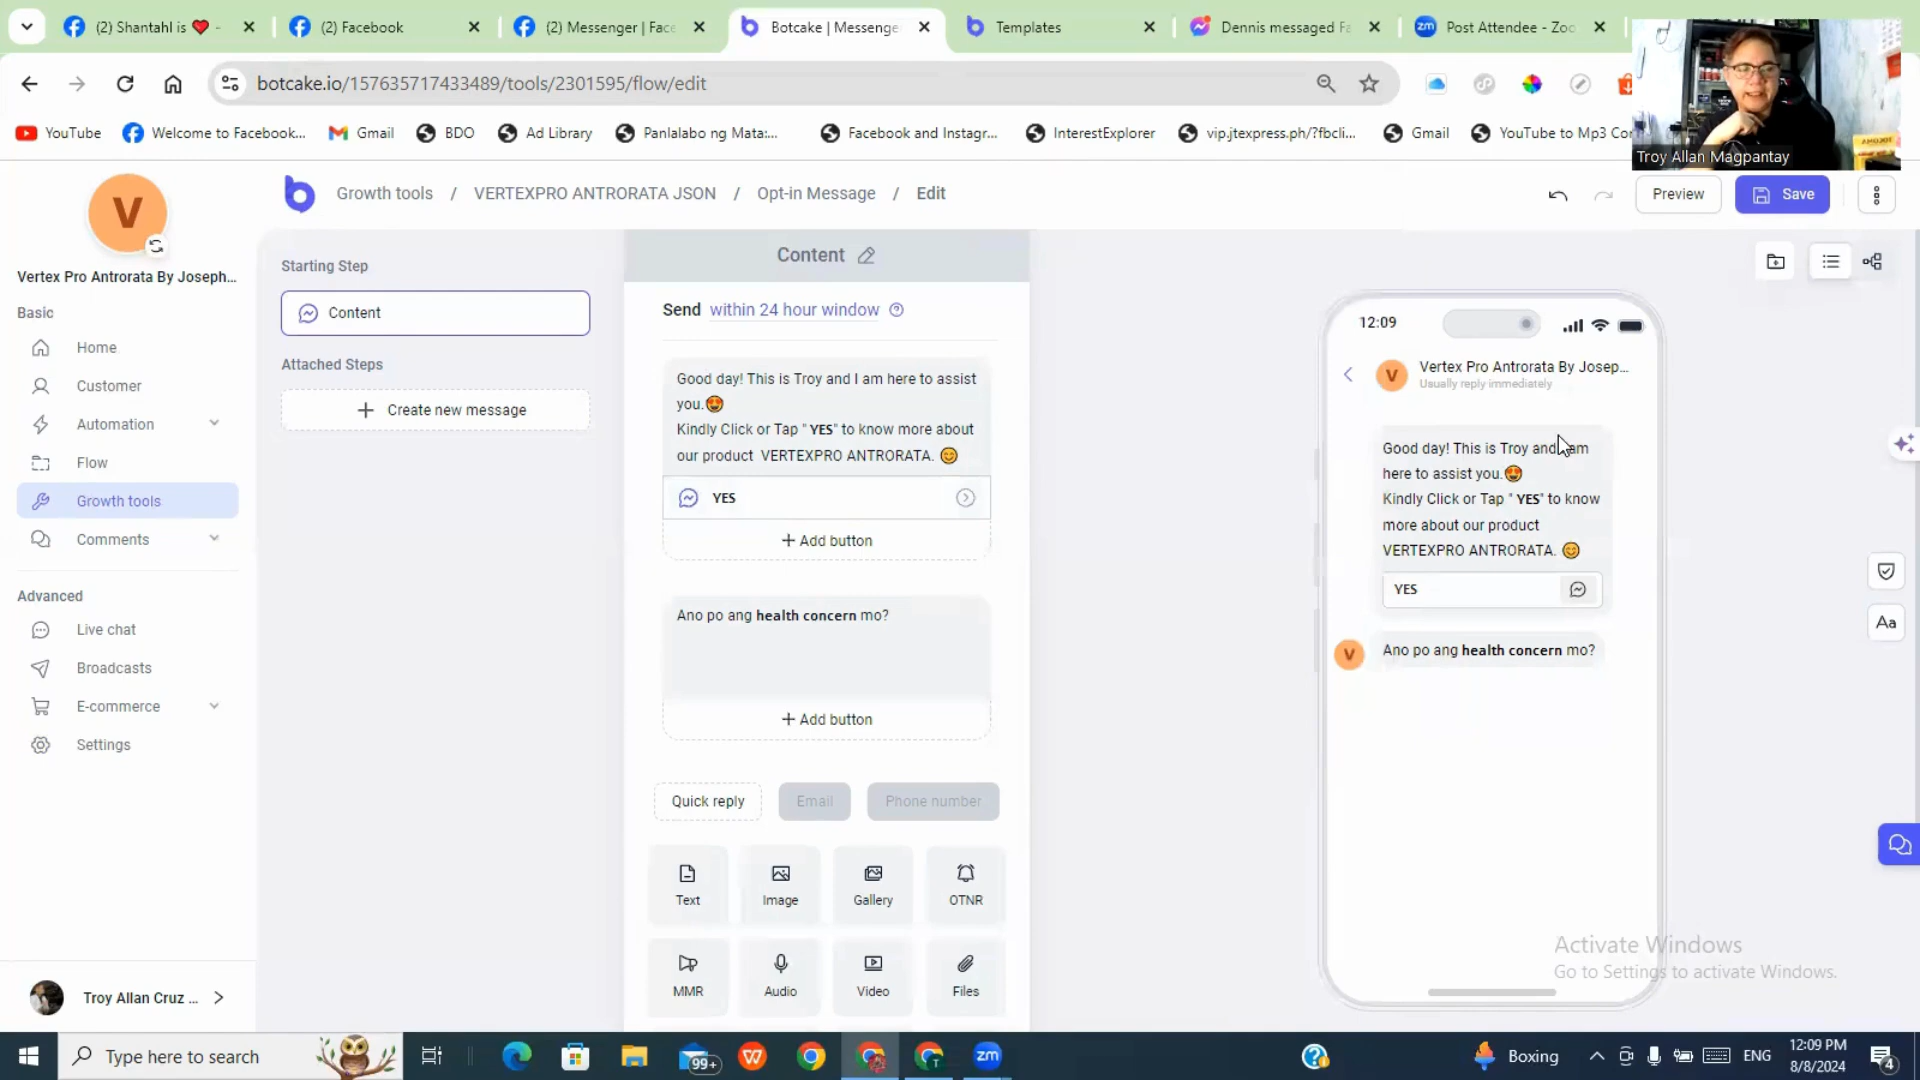 (2) Shantahl is ❤️ -
(2) Facebook
(2) Messenger | Face
Botcake | Messenge
Templates
Dennis messaged Fa
Post Attendee - Zoo
botcake.io/157635717433489/tools/2301595/flow/edit
YouTube
Welcome to Facebook...
Gmail
BDO
Ad Library
Panlalabo ng Mata:...
Facebook and Instagr...
InterestExplorer
vip.jtexpress.ph/?fbcli...
Gmail
YouTube to Mp3 Con
Troy Allan Magpantay
V
Vertex Pro Antrorata By Joseph...
Growth tools / VERTEXPRO ANTRORATA JSON / Opt-in Message / Edit
Preview
Save
Basic
Home
Customer
Automation
Flow
Growth tools
Comments
Advanced
Live chat
Broadcasts
E-commerce
Settings
Troy Allan Cruz ...
Starting Step
Content
Attached Steps
+ Create new message
Content
Send within 24 hour window
Good day! This is Troy and I am here to assist
you.😍
Kindly Click or Tap " YES" to know more about
our product VERTEXPRO ANTRORATA. 😊
YES
+ Add button
Ano po ang health concern mo?
+ Add button
Quick reply
Email
Phone number
Text
Image
Gallery
OTNR
MMR
Audio
Video
Files
12:09
V
Vertex Pro Antrorata By Josep...
Usually reply immediately
Good day! This is Troy and I am
here to assist you.😍
Kindly Click or Tap " YES" to know
more about our product
VERTEXPRO ANTRORATA. 😊
YES
V
Ano po ang health concern mo?
Aa
Activate Windows
Go to Settings to activate Windows.
Type here to search
99+
zm
Boxing
ENG
12:09 PM
8/8/2024
4